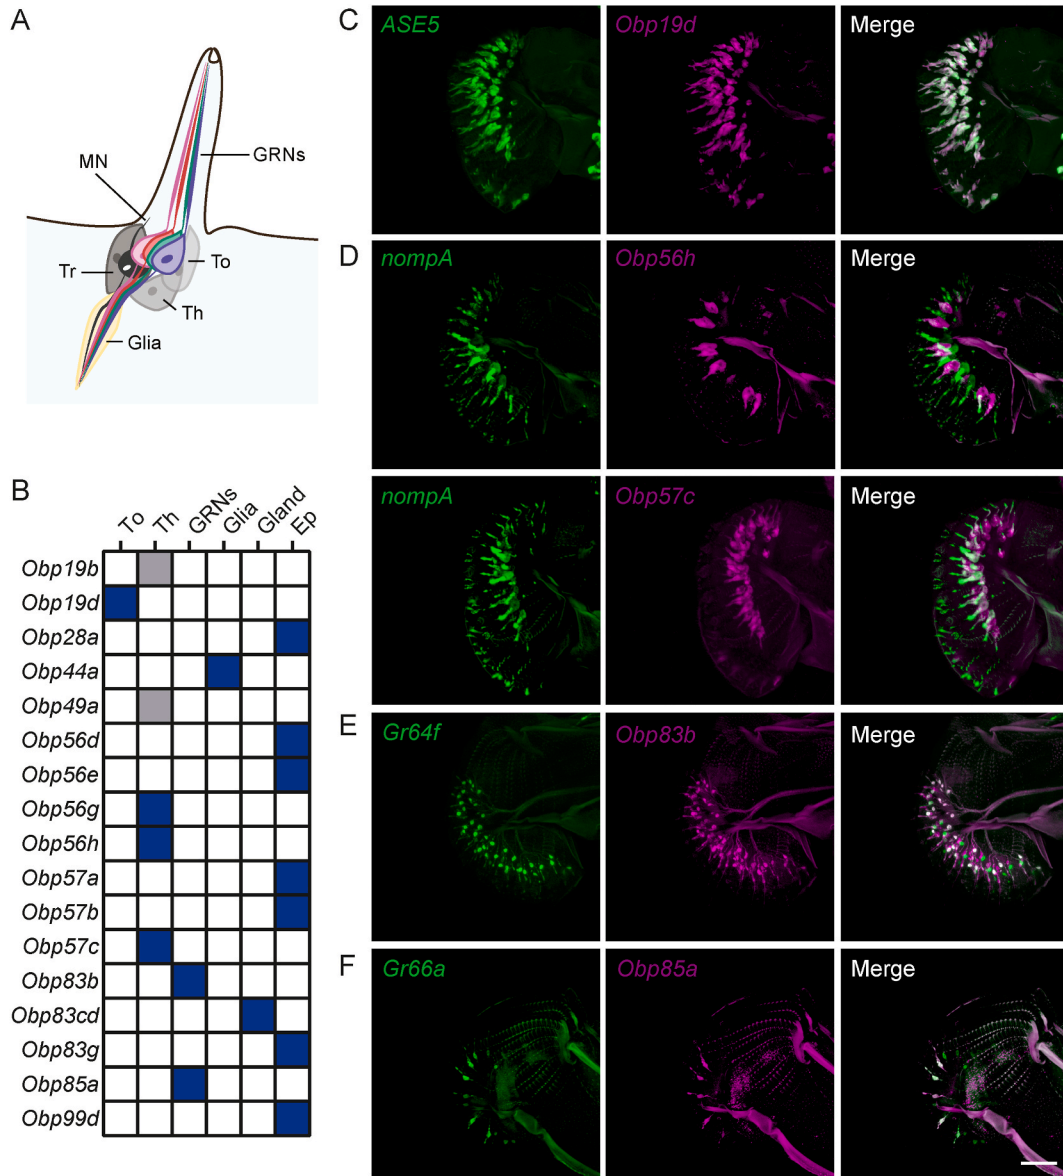 A
MN
GRNs
Tr
To
Th
Glia
B
To
Th
GRNs
Glia
Gland
Ep
Obp19b
Obp19d
Obp28a
Obp44a
Obp49a
Obp56d
Obp56e
Obp56g
Obp56h
Obp57a
Obp57b
Obp57c
Obp83b
Obp83cd
Obp83g
Obp85a
Obp99d
C
ASE5
Obp19d
Merge
D
nompA
Obp56h
Merge
nompA
Obp57c
Merge
E
Gr64f
Obp83b
Merge
F
Gr66a
Obp85a
Merge